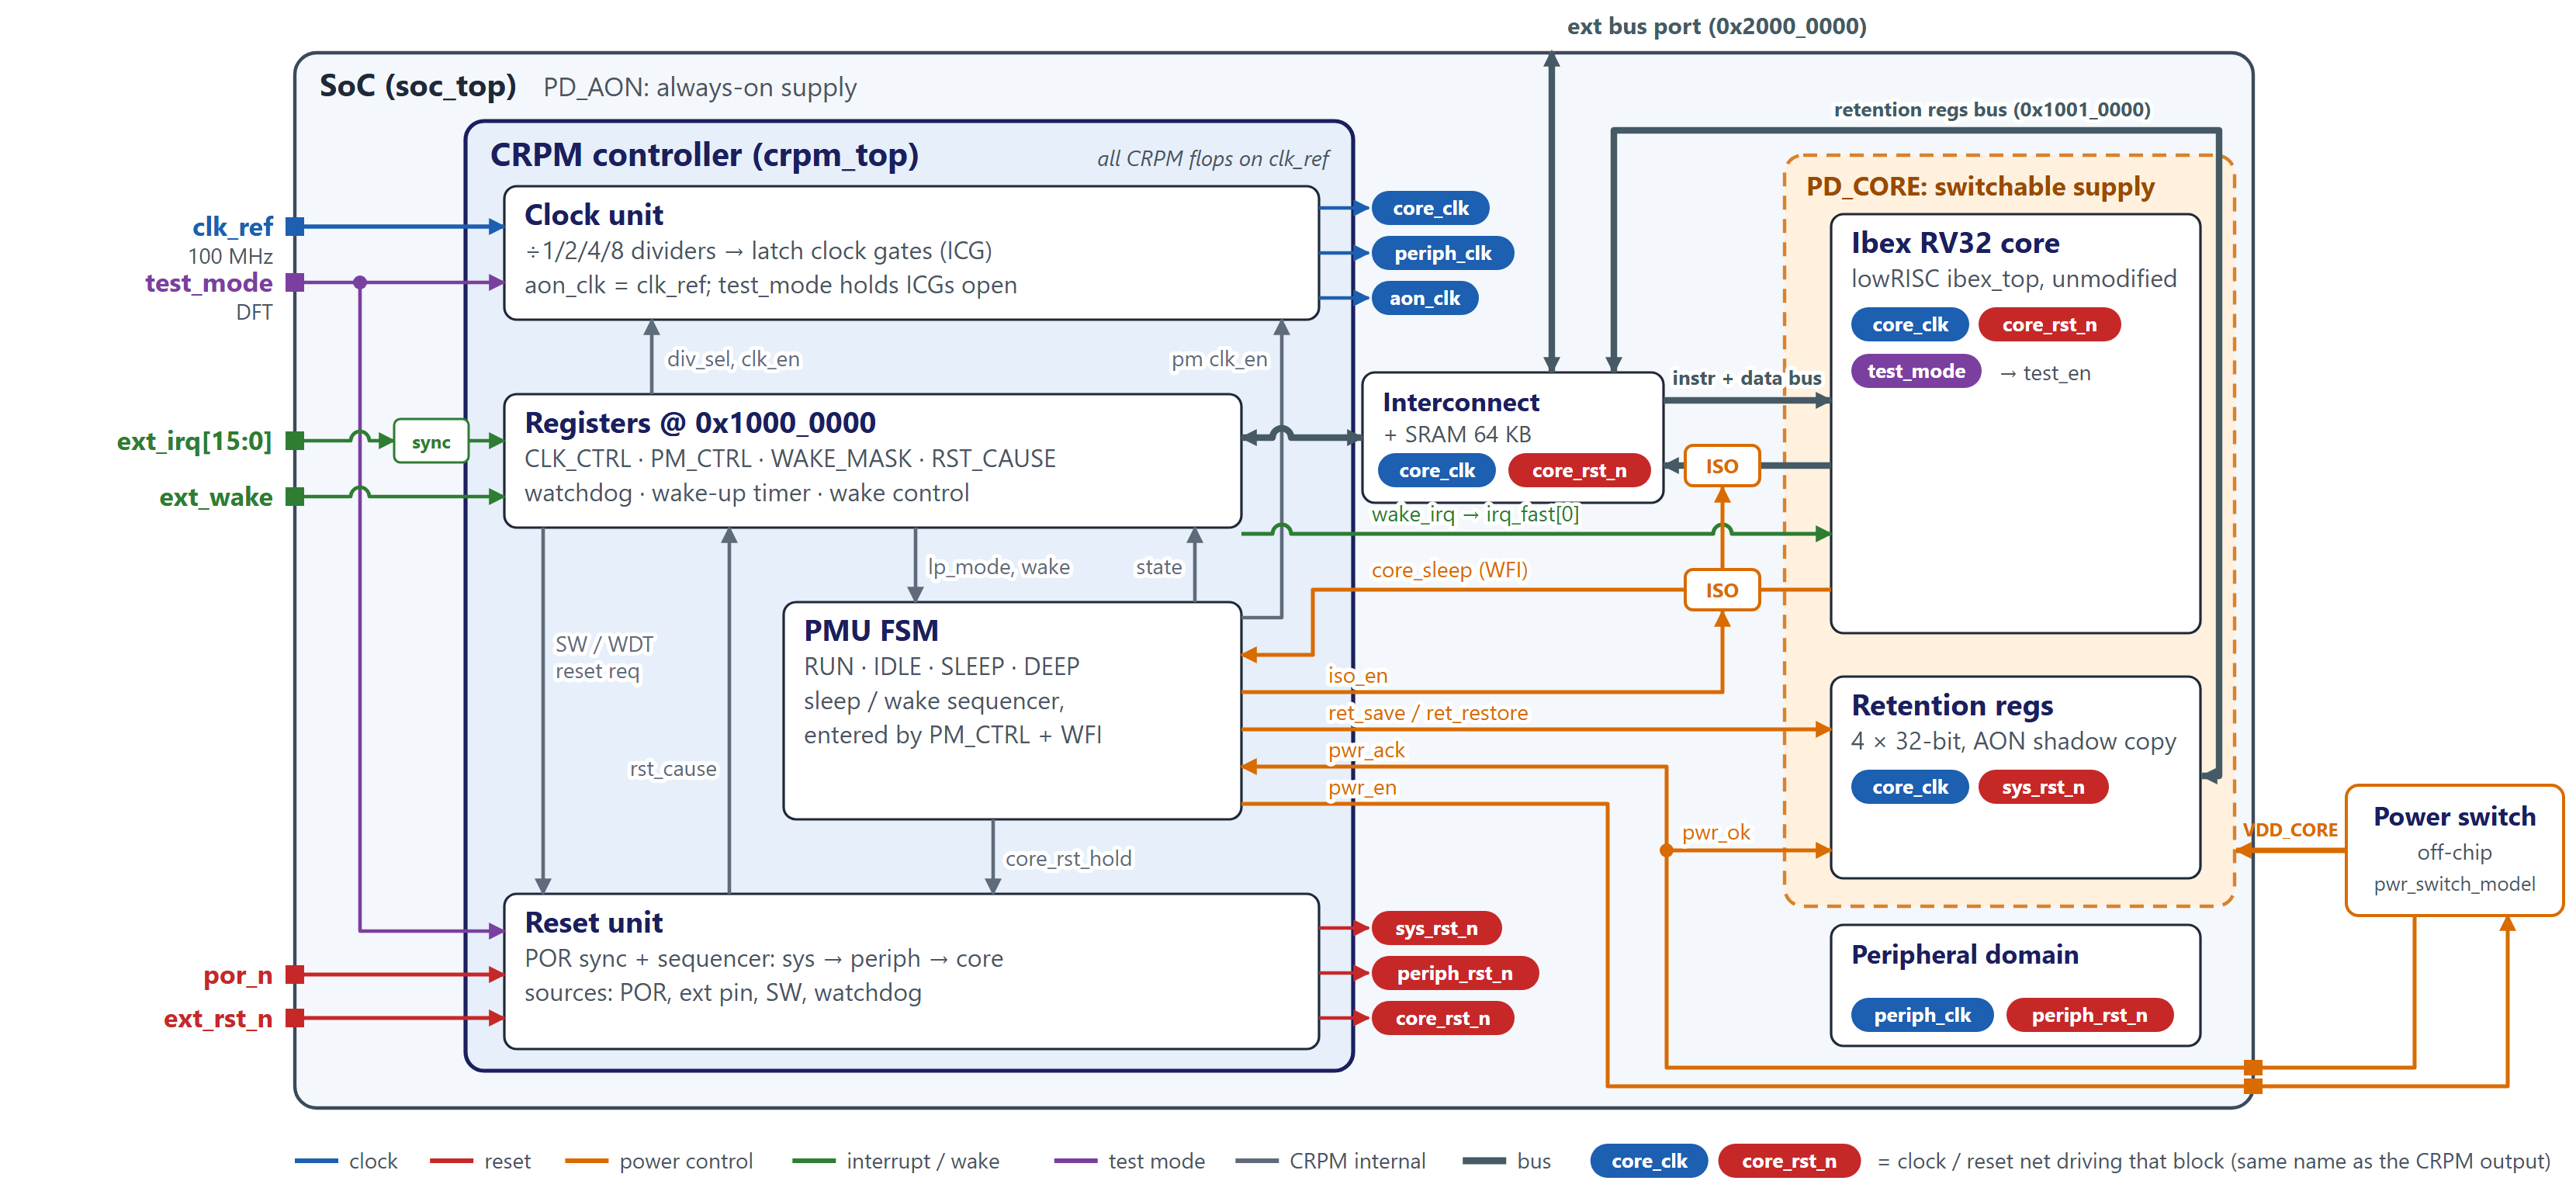 ext bus port (0x2000_0000)
SoC (soc_top) PD_AON: always-on supply
retention regs bus (0x1001_0000)
CRPM controller (crpm_top)
all CRPM flops on clk_ref
clk_ref
100 MHz
test_mode
DFT
ext_irq[15:0]
ext_wake
por_n
ext_rst_n
sync
Clock unit
÷1/2/4/8 dividers → latch clock gates (ICG)
aon_clk = clk_ref; test_mode holds ICGs open
core_clk
periph_clk
aon_clk
div_sel, clk_en
pm clk_en
Registers @ 0x1000_0000
CLK_CTRL · PM_CTRL · WAKE_MASK · RST_CAUSE
watchdog · wake-up timer · wake control
SW / WDT
reset req
rst_cause
lp_mode, wake
state
PMU FSM
RUN · IDLE · SLEEP · DEEP
sleep / wake sequencer,
entered by PM_CTRL + WFI
core_rst_hold
Reset unit
POR sync + sequencer: sys → periph → core
sources: POR, ext pin, SW, watchdog
sys_rst_n
periph_rst_n
core_rst_n
Interconnect
+ SRAM 64 KB
core_clk core_rst_n
instr + data bus
ISO
wake_irq → irq_fast[0]
core_sleep (WFI)
ISO
iso_en
ret_save / ret_restore
pwr_ack
pwr_en
pwr_ok
PD_CORE: switchable supply
Ibex RV32 core
lowRISC ibex_top, unmodified
core_clk core_rst_n
test_mode → test_en
Retention regs
4 × 32-bit, AON shadow copy
core_clk sys_rst_n
Peripheral domain
periph_clk periph_rst_n
VDD_CORE
Power switch
off-chip
pwr_switch_model
clock reset power control interrupt / wake test mode CRPM internal bus core_clk core_rst_n = clock / reset net driving that block (same name as the CRPM output)